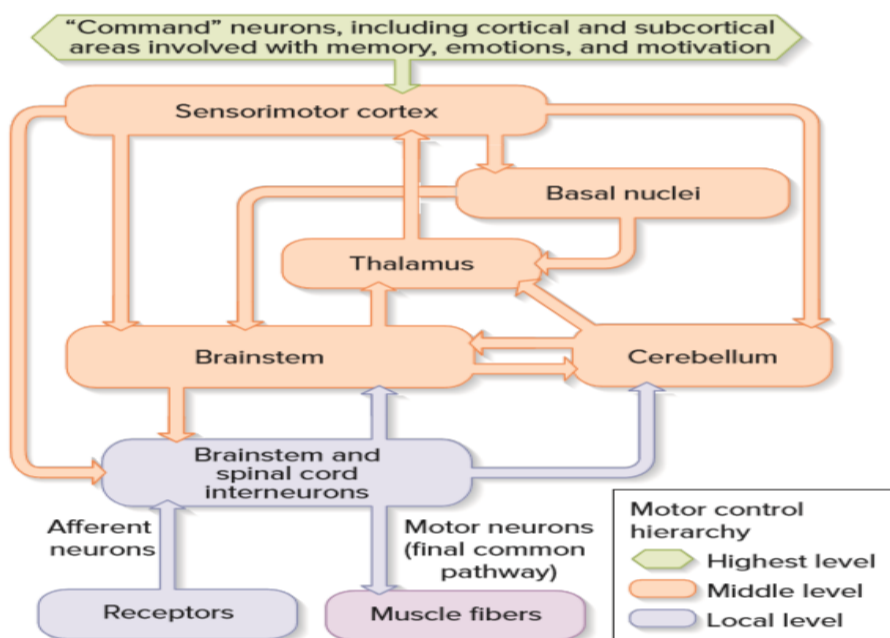 “Command” neurons, including cortical and subcortical
areas involved with memory, emotions, and motivation
Sensorimotor cortex
Basal nuclei
Thalamus
Brainstem
Cerebellum
Brainstem and
spinal cord
interneurons
Afferent
neurons
Motor neurons
(final common
pathway)
Receptors
Muscle fibers
Motor control
hierarchy
Highest level
Middle level
Local level